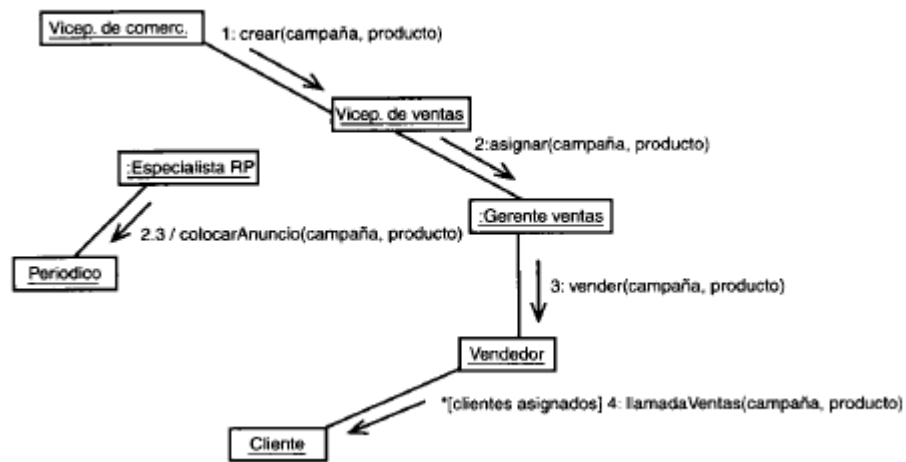 Vicep. de comerc.
1: crear(campaña, producto)
Vicep. de ventas
2:asignar(campaña, producto)
:Especialista RP
:Gerente ventas
2.3 / colocarAnuncio(campaña, producto)
Periodico
3: vender(campaña, producto)
Vendedor
*[clientes asignados] 4: llamadaVentas(campaña, producto)
Cliente